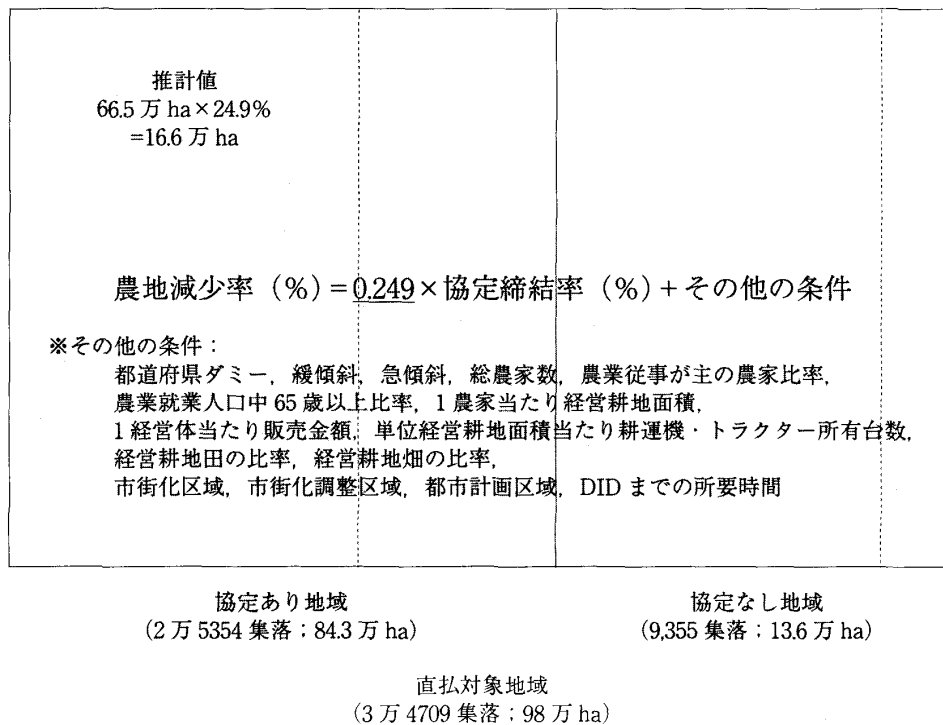 推計値
66.5 万 ha×24.9%
=16.6 万 ha
農地減少率（%）＝0.249×協定締結率（%）+その他の条件
※その他の条件：
都道府県ダミー，緩傾斜，急傾斜，総農家数，農業従事が主の農家比率，
農業就業人口中 65 歳以上比率，1 農家当たり経営耕地面積，
1 経営体当たり販売金額，単位経営耕地面積当たり耕運機・トラクター所有台数，
経営耕地田の比率，経営耕地畑の比率，
市街化区域，市街化調整区域，都市計画区域，DID までの所要時間
協定あり地域
（2 万 5354 集落；84.3 万 ha）
協定なし地域
（9,355 集落；13.6 万 ha）
直払対象地域
（3 万 4709 集落；98 万 ha）